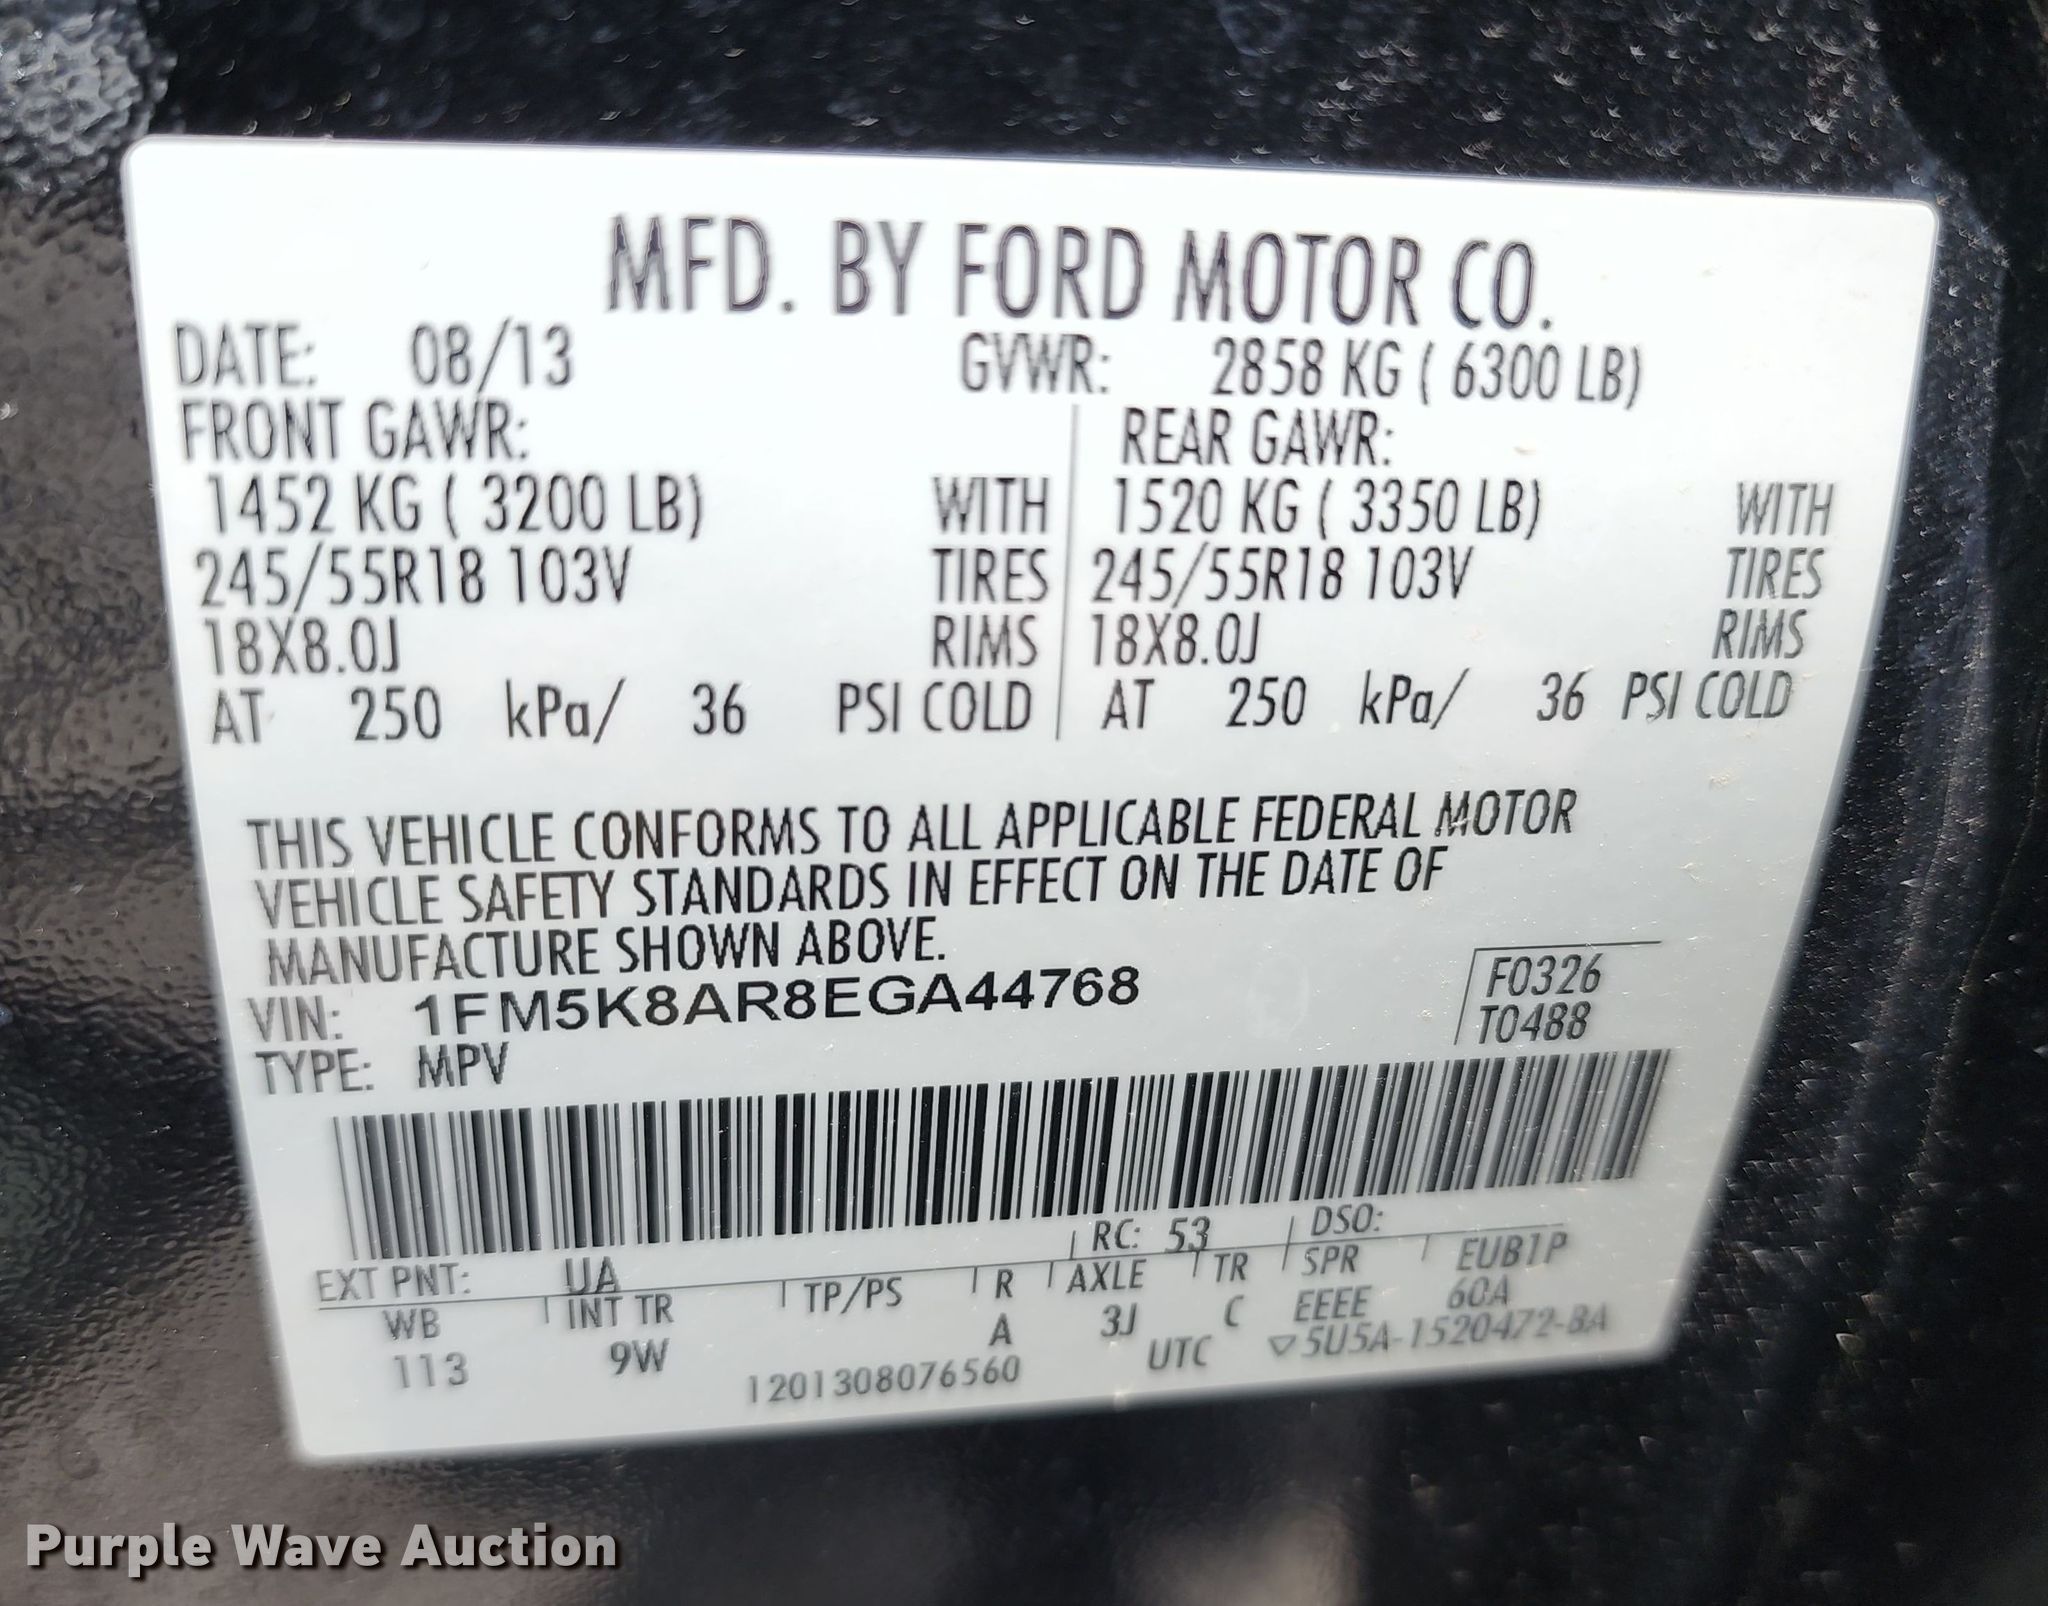 MFD. BY FORD MOTOR CO.
DATE: 08/13 GVWR: 2858 KG ( 6300 LB)
FRONT GAWR: REAR GAWR:
1452 KG ( 3200 LB) WITH 1520 KG ( 3350 LB) WITH
245/55R18 103V TIRES 245/55R18 103V TIRES
18X8.0J RIMS 18X8.0J RIMS
AT 250 kPa/ 36 PSI COLD AT 250 kPa/ 36 PSI COLD
THIS VEHICLE CONFORMS TO ALL APPLICABLE FEDERAL MOTOR
VEHICLE SAFETY STANDARDS IN EFFECT ON THE DATE OF
MANUFACTURE SHOWN ABOVE.
VIN: 1FM5K8AR8EGA44768 F0326
TYPE: MPV T0488
EXT PNT: UA RC: 53 DSO:
WB INT TR TP/PS R AXLE TR SPR EUB1P
113 9W A 3J C EEEE 60A
1201308076560 UTC ▽5U5A-1520472-BA
Purple Wave Auction